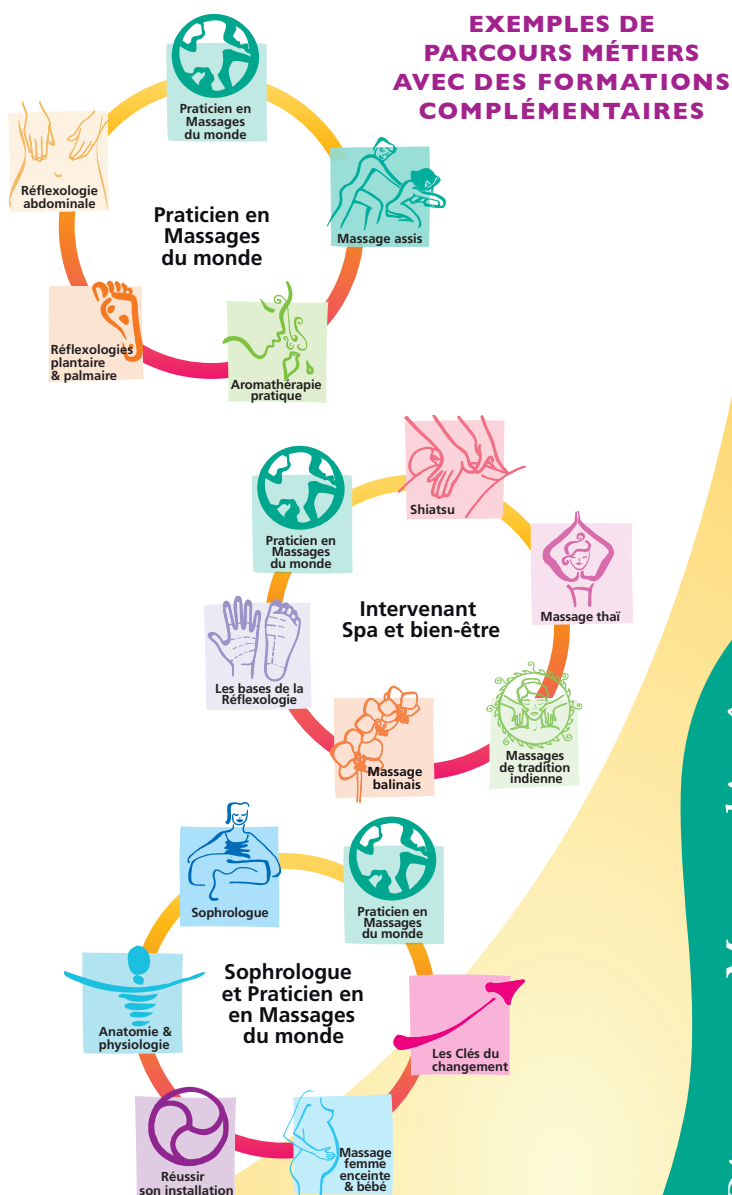 EXEMPLES DE
PARCOURS MÉTIERS
AVEC DES FORMATIONS
COMPLÉMENTAIRES
Praticien en
Massages
du monde
Réflexologie
abdominale
Massage assis
Praticien en
Massages
du monde
Réflexologies
plantaire
& palmaire
Aromathérapie
pratique
Shiatsu
Praticien en
Massages
du monde
Massage thaï
Intervenant
Spa et bien-être
Les bases de la
Réflexologie
Massages
de tradition
indienne
Massage
balinais
Sophrologue
Praticien en
Massages
du monde
Sophrologue
et Praticien en
en Massages
du monde
Anatomie &
physiologie
Les Clés du
changement
Massage
femme
enceinte
& bébé
Réussir
son installation